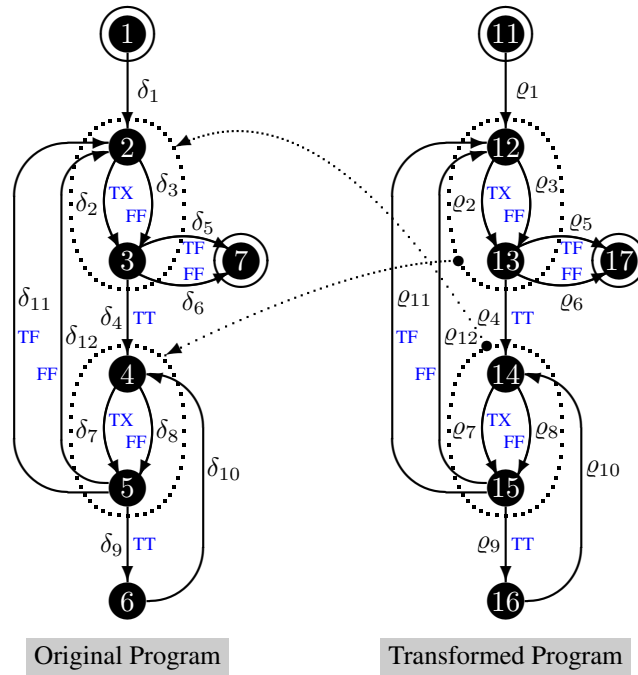 1 11
δ1 ϱ1
2 12
δ2 TX δ3 ϱ2 TX ϱ3
FF δ5 FF ϱ5
TF TF
3 7 13 17
FF FF
δ11 δ6 ϱ11 ϱ6
δ4 TT ϱ4 TT
TF δ12 TF ϱ12
FF 4 FF 14
δ7 TX δ8 ϱ7 TX ϱ8
FF FF
δ10 ϱ10
5 15
δ9 TT ϱ9 TT
6 16
Original Program Transformed Program